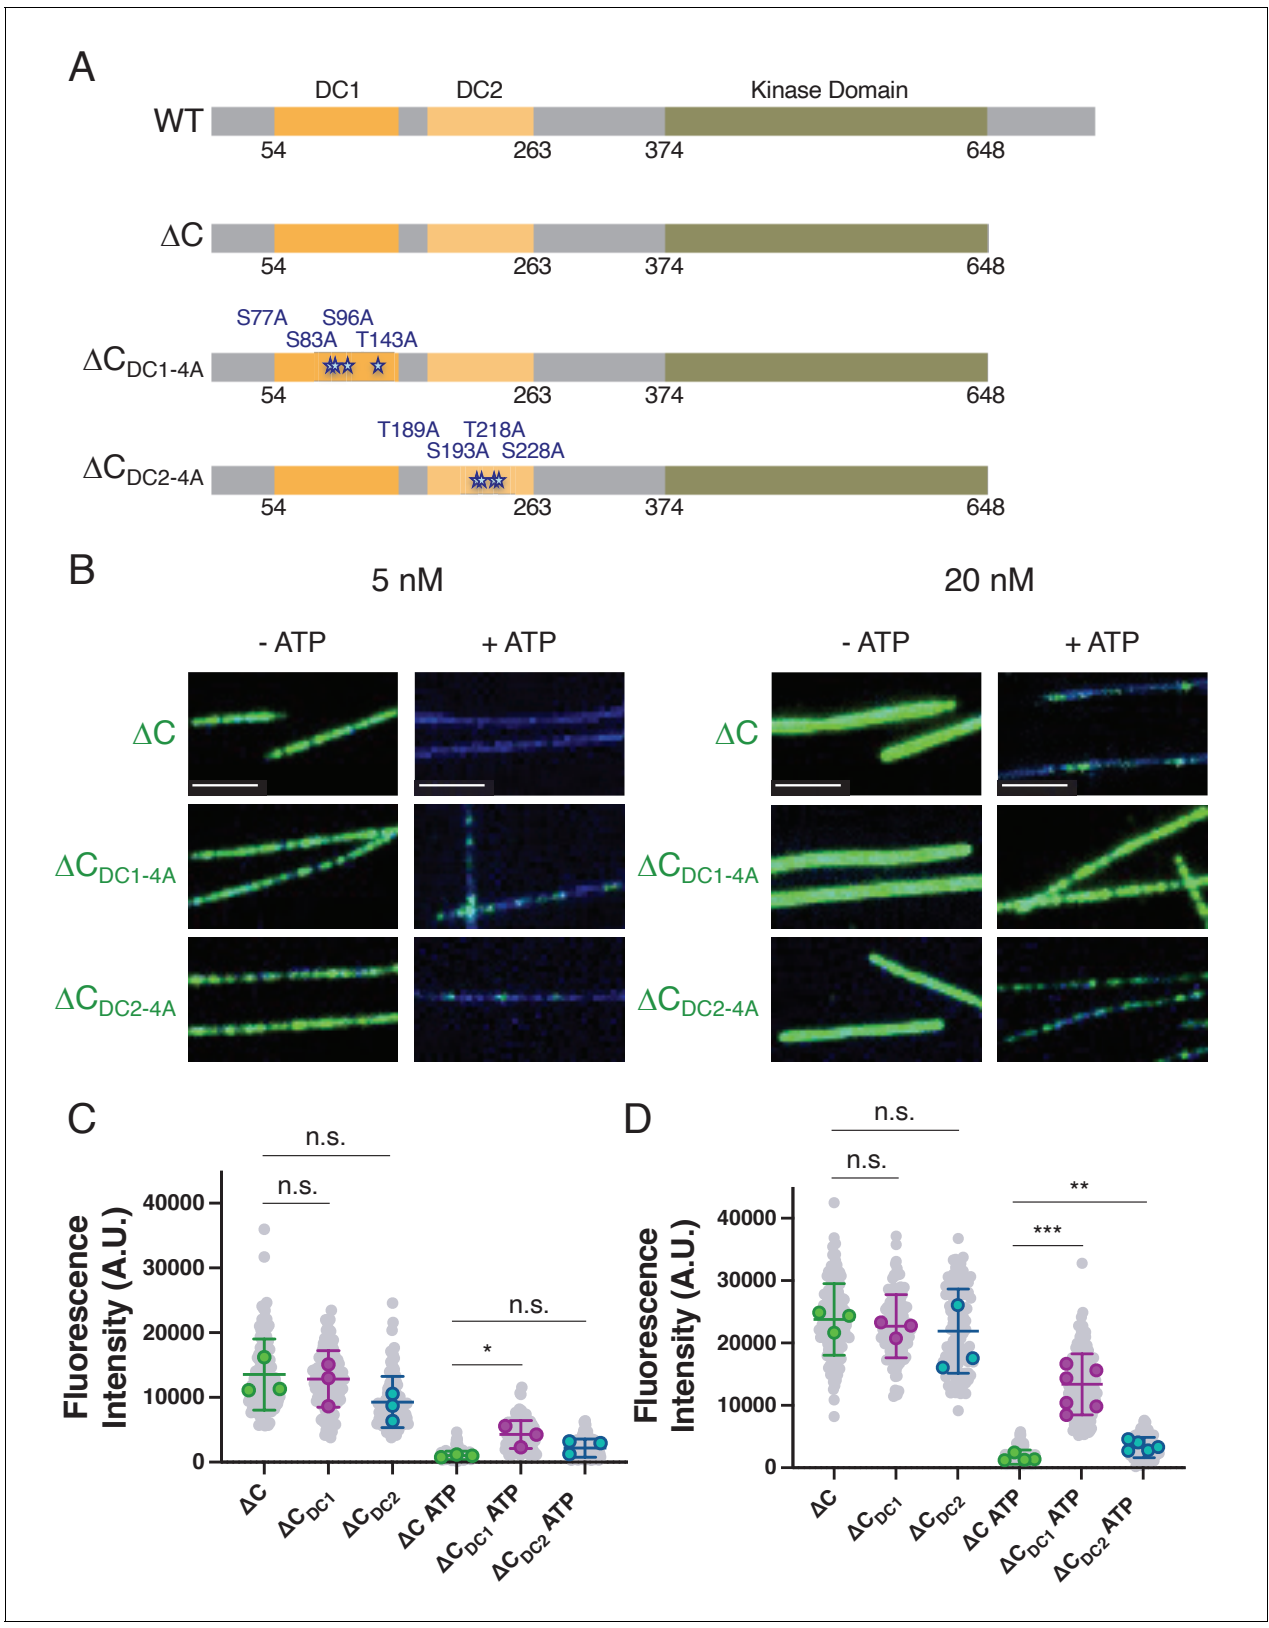 A
DC1 DC2 Kinase Domain
WT
54 263 374 648
ΔC
54 263 374 648
S77A S96A
S83A T143A
ΔCDC1-4A
54 263 374 648
T189A T218A
S193A S228A
ΔCDC2-4A
54 263 374 648
B
5 nM 20 nM
- ATP + ATP - ATP + ATP
ΔC ΔC
ΔCDC1-4A ΔCDC1-4A
ΔCDC2-4A ΔCDC2-4A
C
n.s.
n.s.
n.s.
*
Fluorescence
Intensity (A.U.)
40000
30000
20000
10000
0
ΔC
ΔCDC1
ΔCDC2
ΔC ATP
ΔCDC1 ATP
ΔCDC2 ATP
D
n.s.
n.s.
**
***
Fluorescence
Intensity (A.U.)
40000
30000
20000
10000
0
ΔC
ΔCDC1
ΔCDC2
ΔC ATP
ΔCDC1 ATP
ΔCDC2 ATP